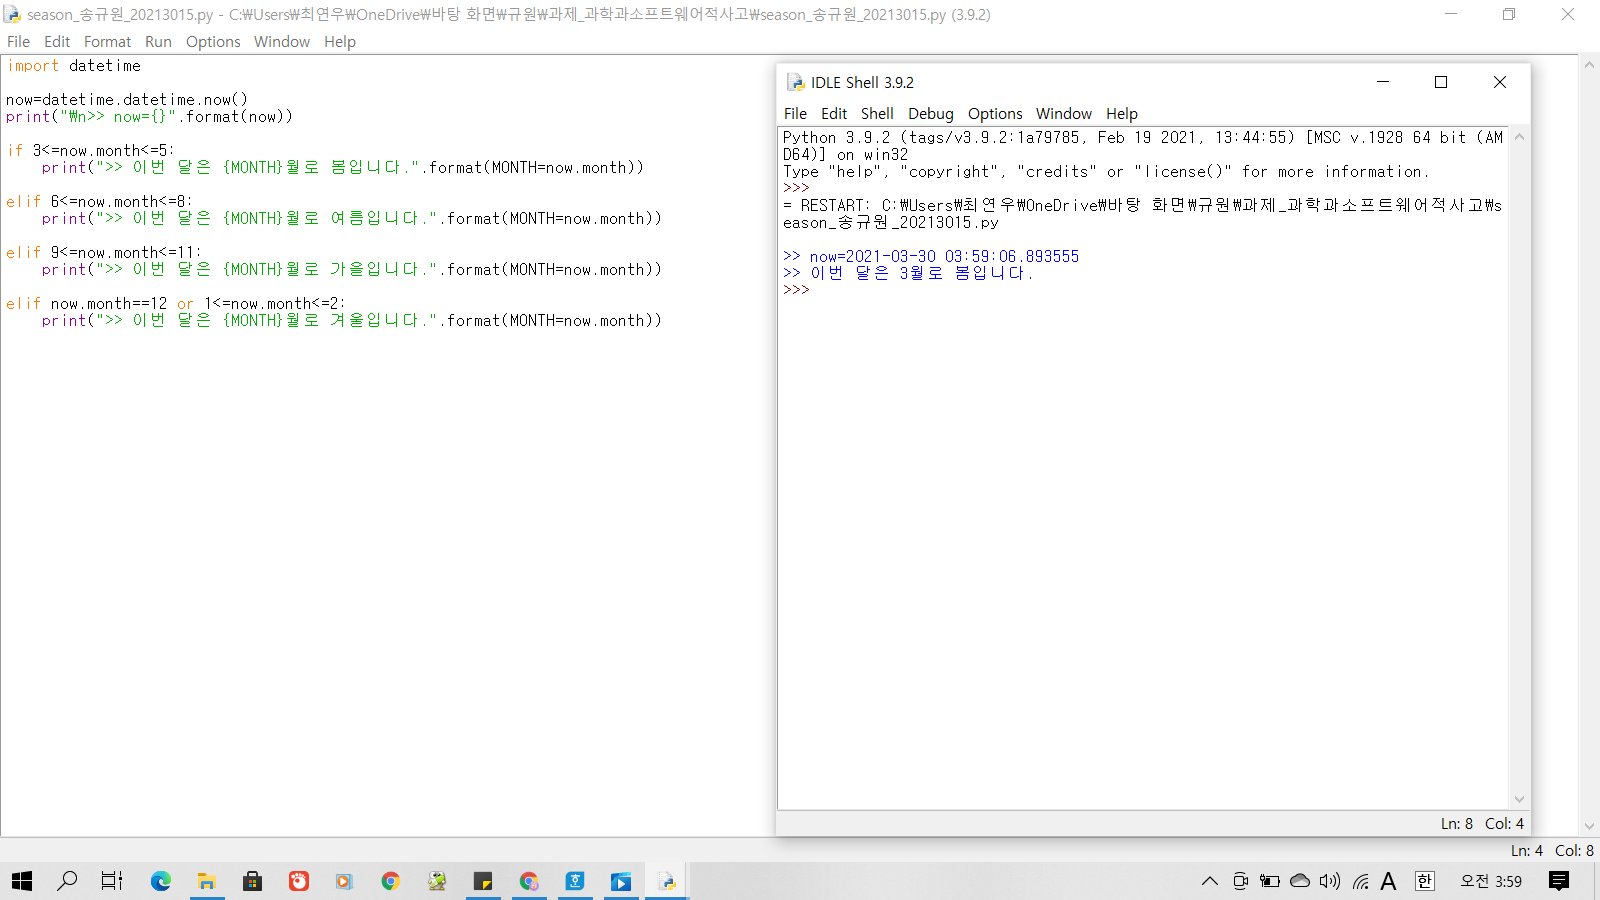 season_송규원_20213015.py - C:₩Users₩최연우₩OneDrive₩바탕 화면₩규원₩과제_과학과소프트웨어적사고₩season_송규원_20213015.py (3.9.2)
File Edit Format Run Options Window Help
import datetime
now=datetime.datetime.now()
print("₩n>> now={}".format(now))
if 3<=now.month<=5:
print(">> 이번 달은 {MONTH}월로 봄입니다.".format(MONTH=now.month))
elif 6<=now.month<=8:
print(">> 이번 달은 {MONTH}월로 여름입니다.".format(MONTH=now.month))
elif 9<=now.month<=11:
print(">> 이번 달은 {MONTH}월로 가을입니다.".format(MONTH=now.month))
elif now.month==12 or 1<=now.month<=2:
print(">> 이번 달은 {MONTH}월로 겨울입니다.".format(MONTH=now.month))
IDLE Shell 3.9.2
File Edit Shell Debug Options Window Help
Python 3.9.2 (tags/v3.9.2:1a79785, Feb 19 2021, 13:44:55) [MSC v.1928 64 bit (AM
D64)] on win32
Type "help", "copyright", "credits" or "license()" for more information.
>>>
= RESTART: C:₩Users₩최연우₩OneDrive₩바탕 화면₩규원₩과제_과학과소프트웨어적사고₩s
eason_송규원_20213015.py
>> now=2021-03-30 03:59:06.893555
>> 이번 달은 3월로 봄입니다.
>>>
Ln: 8 Col: 4
Ln: 4 Col: 8
A 한 오전 3:59